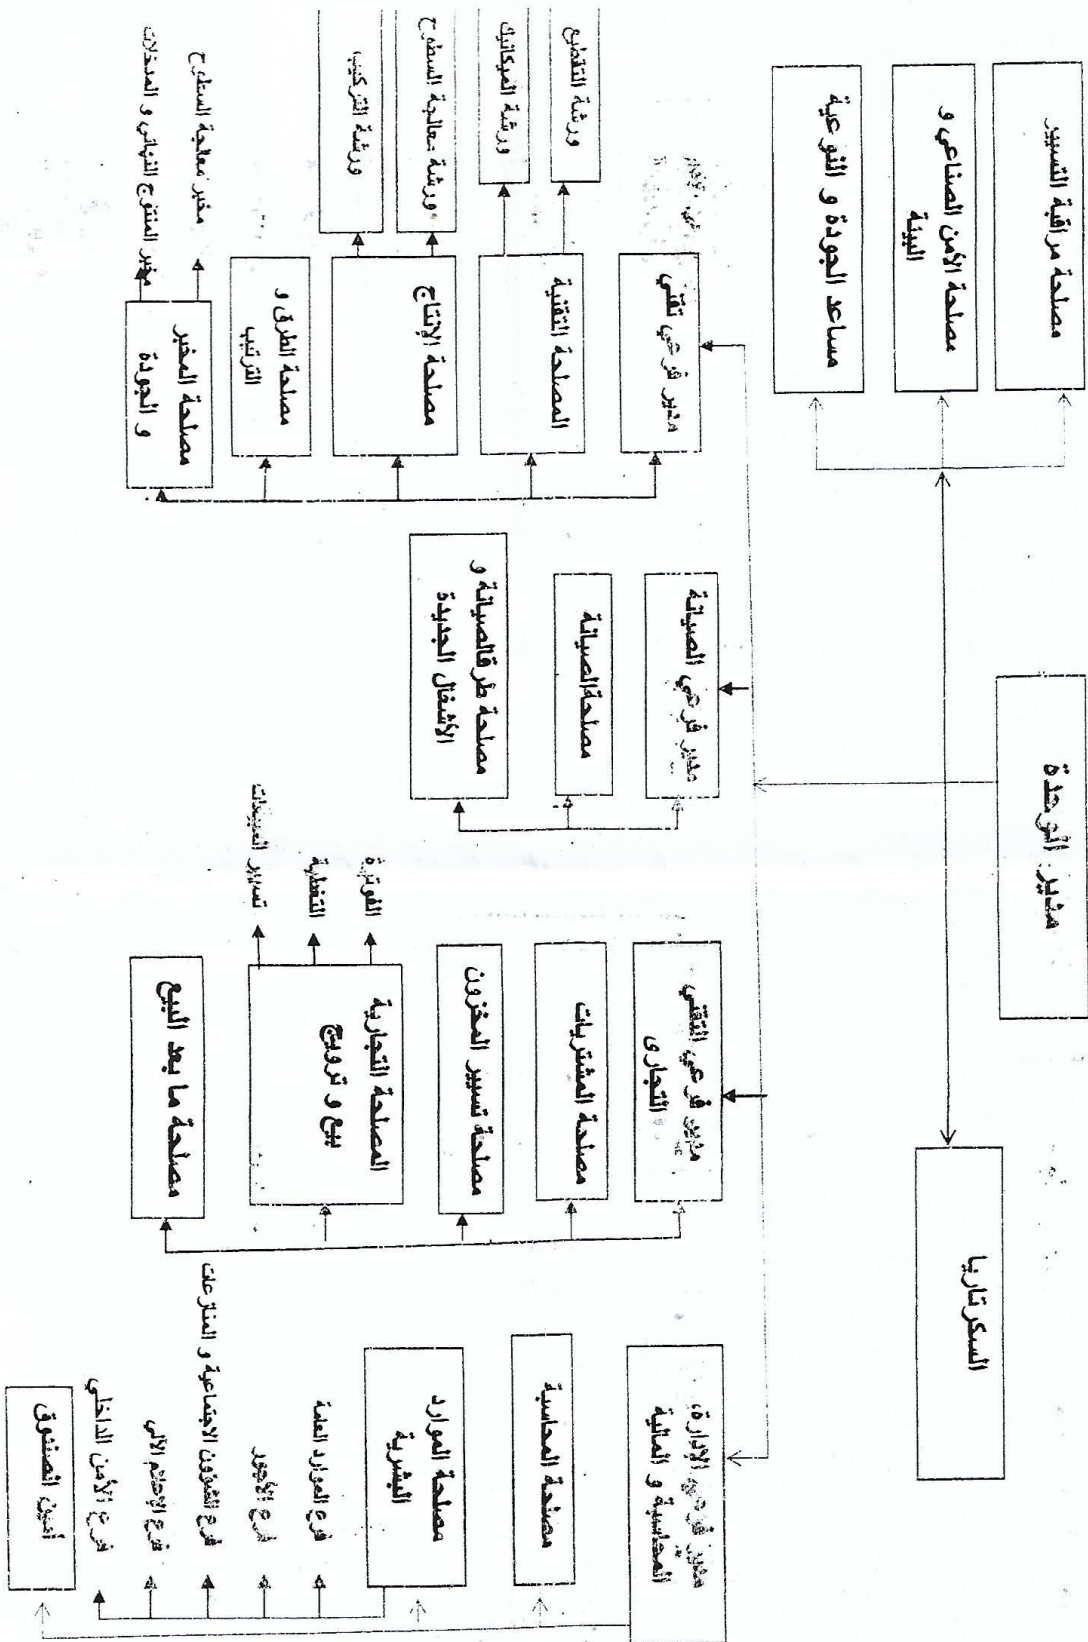 مدير الوحدة
السكرتاريا
مصلحة مراقبة التسيير
مصلحة الأمن الصناعي و
البيئة
مساعد الجودة و النوعية
مدير فرعي تقني
المصلحة التقنية
ورشة التقطيع
ورشة الميكانيك
مصلحة الإنتاج
ورشة معالجة السطوح
ورشة التركيب
مصلحة الطرق و
الترتيب
مصلحة المخبر
و الجودة
مخبر معالجة السطوح
مخبر المنتوج النهائي و المدخلات
مدير فرعي الصيانة
مصلحة الصيانة
مصلحة طرق الصيانة و
الأشغال الجديدة
مدير فرعي التقني
التجاري
مصلحة المشتريات
مصلحة تسيير المخزون
المصلحة التجارية
بيع و ترويج
الفوترة
التغطية
تسيير المبيعات
مصلحة ما بعد البيع
مدير فرعي الإدارة،
المحاسبة و المالية
مصلحة المحاسبة
مصلحة الموارد
البشرية
فرع الموارد العامة
فرع الأجور
فرع الشؤون الاجتماعية و المنازعات
فرع الإعلام الآلي
فرع الأمن الداخلي
أمين الصندوق